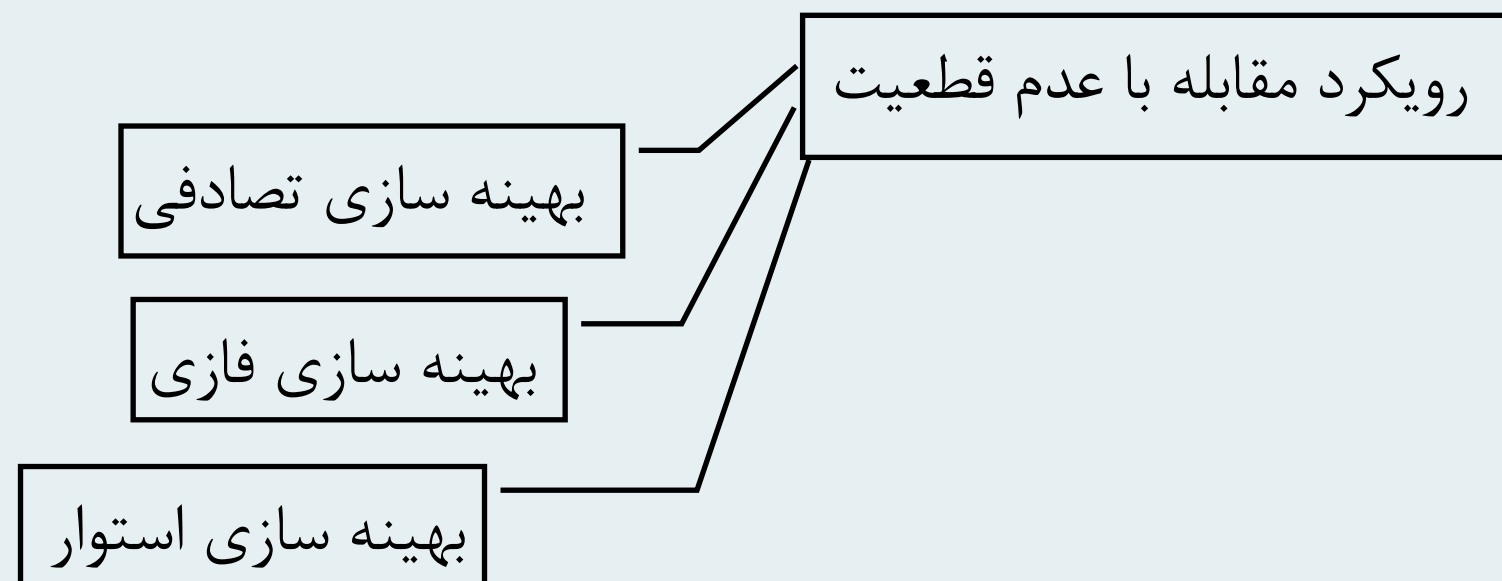 رویکرد مقابله با عدم قطعیت
بهینه سازی تصادفی
بهینه سازی فازی
بهینه سازی استوار